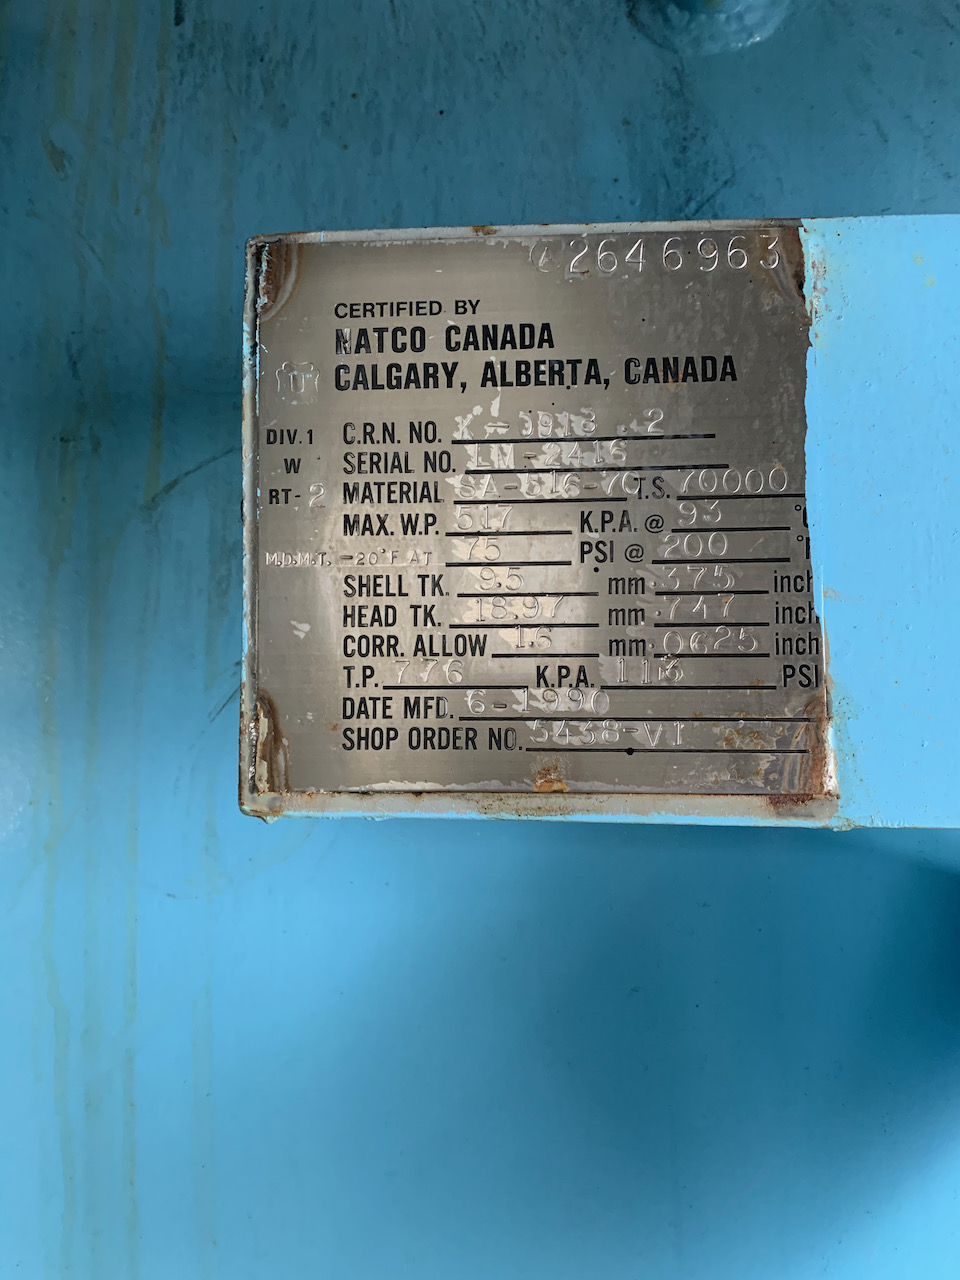 2646963
CERTIFIED BY
NATCO CANADA
CALGARY, ALBERTA, CANADA
U
DIV.1 C.R.N. NO. .2
W SERIAL NO. LM-2416
RT-2 MATERIAL SA-516-70 T.S. 70000
MAX. W.P. 517 K.P.A. @ 93 °C
M.D.M.T. -20°F AT 75 PSI @ 200 °F
SHELL TK. 9.5 mm .375 inch
HEAD TK. 18.97 mm .747 inch
CORR. ALLOW 1.6 mm .0625 inch
T.P. 776 K.P.A. 113 PSI
DATE MFD. 6-1990
SHOP ORDER NO. 5438-V1